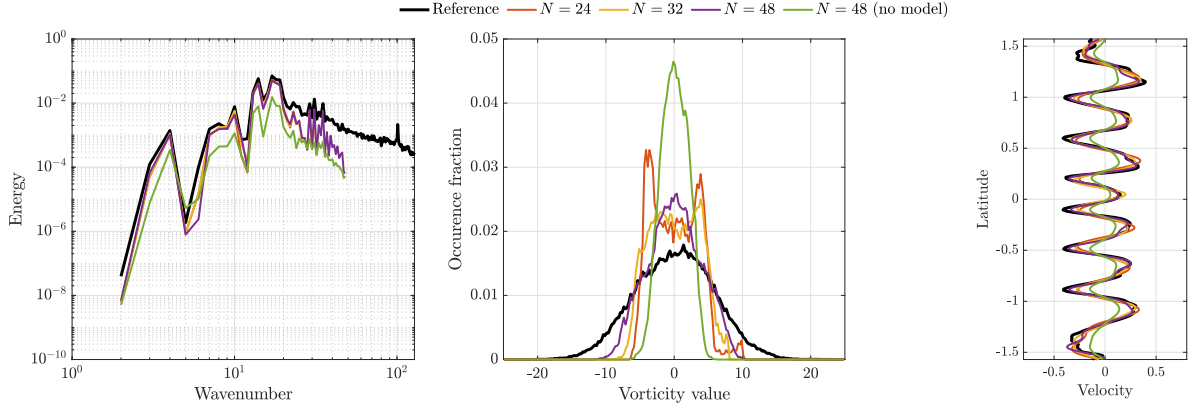 Reference N = 24 N = 32 N = 48 N = 48 (no model)
10^0
10^-2
10^-4
10^-6
10^-8
10^-10
10^0 10^1 10^2
Energy
Wavenumber
0.05
0.04
0.03
0.02
0.01
0
-20 -10 0 10 20
Occurence fraction
Vorticity value
1.5
1
0.5
0
-0.5
-1
-1.5
-0.5 0 0.5
Latitude
Velocity